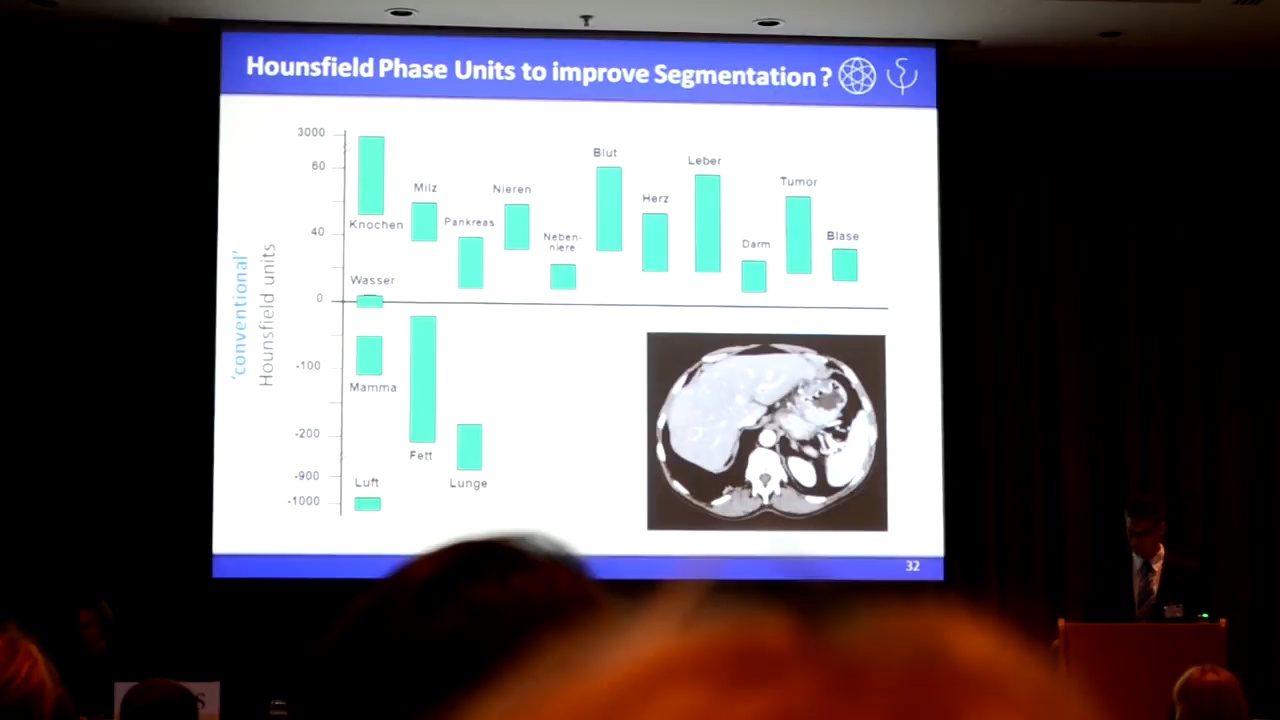 Hounsfield Phase Units to improve Segmentation ?
'conventional'
Hounsfield units
3000
60
40
0
-100
-200
-900
-1000
Knochen
Milz
Pankreas
Nieren
Neben-
niere
Blut
Herz
Leber
Darm
Tumor
Blase
Wasser
Mamma
Fett
Lunge
Luft
32